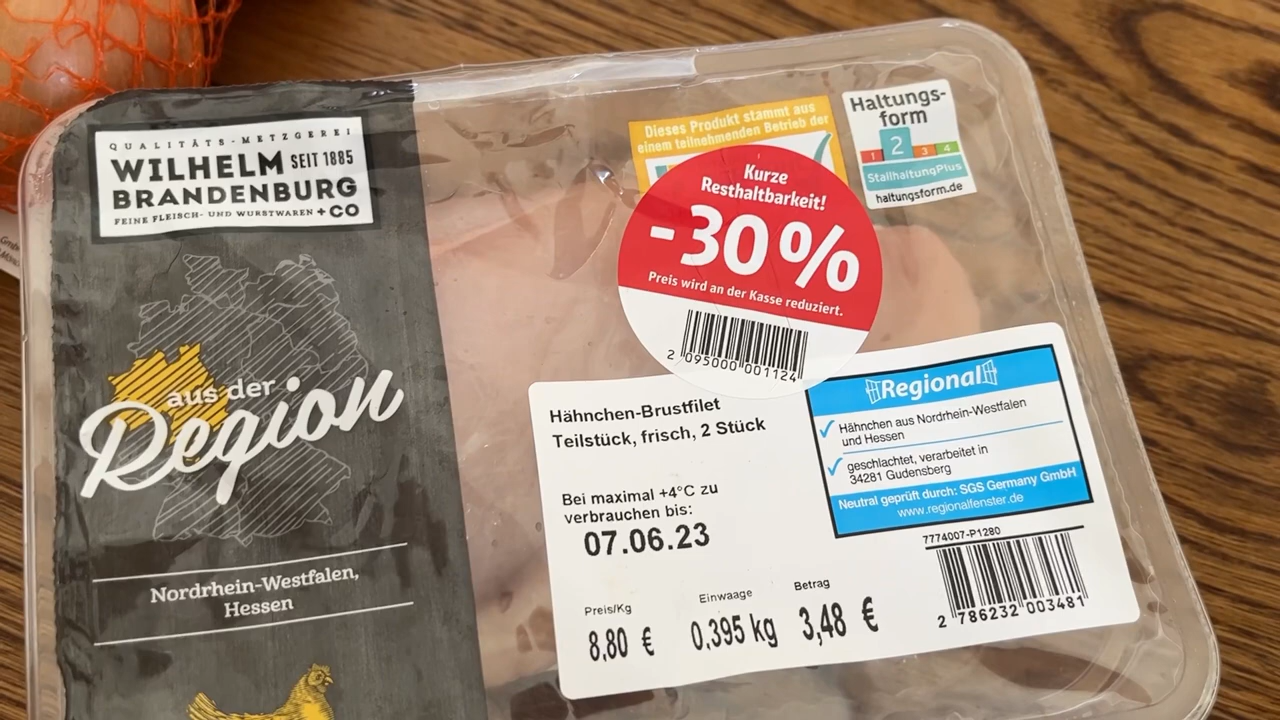 QUALITÄTS-METZGEREI
WILHELM SEIT 1885
BRANDENBURG
FEINE FLEISCH- UND WURSTWAREN + CO
aus der
Region
Nordrhein-Westfalen,
Hessen
Dieses Produkt stammt aus
einem teilnehmenden Betrieb der
Haltungs-
form
1 2 3 4
StallhaltungPlus
haltungsform.de
Kurze
Resthaltbarkeit!
-30%
Preis wird an der Kasse reduziert.
2 095000 001124
Hähnchen-Brustfilet
Teilstück, frisch, 2 Stück
Bei maximal +4°C zu
verbrauchen bis:
07.06.23
Preis/Kg
8,80 €
Einwaage
0,395 kg
Betrag
3,48 €
Regional
Hähnchen aus Nordrhein-Westfalen
und Hessen
geschlachtet, verarbeitet in
34281 Gudensberg
Neutral geprüft durch: SGS Germany GmbH
www.regionalfenster.de
7774007-P1280
2 786232 003481